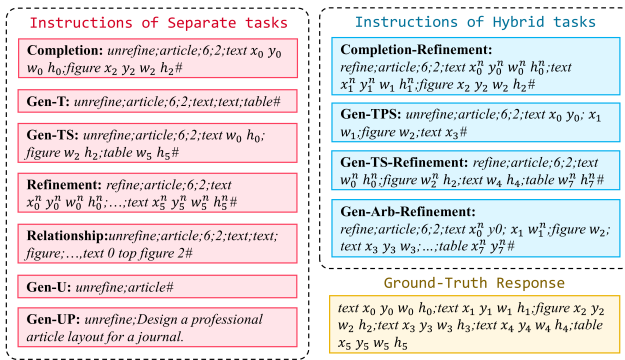 Instructions of Separate tasks
Completion: unrefine;article;6;2;text x₀ y₀
w₀ h₀;figure x₂ y₂ w₂ h₂#
Gen-T: unrefine;article;6;2;text;text;table#
Gen-TS: unrefine;article;6;2;text w₀ h₀;
figure w₂ h₂;table w₅ h₅#
Refinement: refine;article;6;2;text
x₀ⁿ y₀ⁿ w₀ⁿ h₀ⁿ;…,text x₅ⁿ y₅ⁿ w₅ⁿ h₅ⁿ#
Relationship:unrefine;article;6;2;text;text;
figure;…,text 0 top figure 2#
Gen-U: unrefine;article#
Gen-UP: unrefine;Design a professional
article layout for a journal.
Instructions of Hybrid tasks
Completion-Refinement:
refine;article;6;2;text x₀ⁿ y₀ⁿ w₀ⁿ h₀ⁿ;text
x₁ⁿ y₁ⁿ w₁ h₁ⁿ;figure x₂ y₂ w₂ h₂#
Gen-TPS: unrefine;article;6;2;text x₀ y₀; x₁
w₁;figure w₂;text x₃#
Gen-TS-Refinement: refine;article;6;2;text
w₀ⁿ h₀ⁿ;figure w₂ⁿ h₂;text w₄ h₄;table w₇ⁿ h₇ⁿ#
Gen-Arb-Refinement:
refine;article;6;2;text x₀ⁿ y0; x₁ w₁ⁿ;figure w₂;
text x₃ y₃ w₃;…;table x₇ⁿ y₇ⁿ#
Ground-Truth Response
text x₀ y₀ w₀ h₀;text x₁ y₁ w₁ h₁;figure x₂ y₂
w₂ h₂;text x₃ y₃ w₃ h₃;text x₄ y₄ w₄ h₄;table
x₅ y₅ w₅ h₅